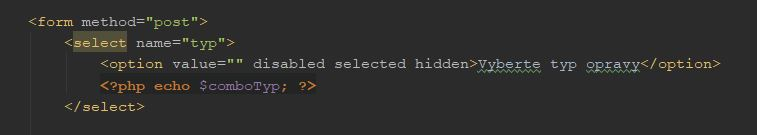 <form method="post">
<select name="typ">
<option value="" disabled selected hidden>Vyberte typ opravy</option>
<?php echo $comboTyp; ?>
</select>